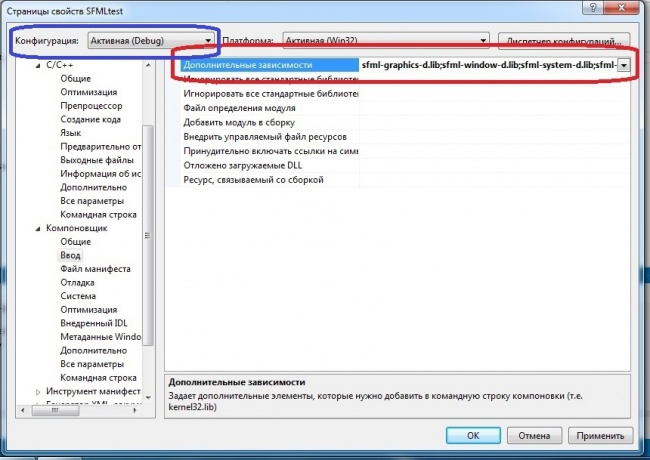 Страницы свойств SFMLtest
Конфигурация: Активная (Debug) Платформа: Активная (Win32) Диспетчер конфигураций...
C/C++
Общие
Оптимизация
Препроцессор
Создание кода
Язык
Предварительно от
Выходные файлы
Информация об ис
Дополнительно
Все параметры
Командная строка
Компоновщик
Общие
Ввод
Файл манифеста
Отладка
Система
Оптимизация
Внедренный IDL
Метаданные Windo
Дополнительно
Все параметры
Командная строка
Инструмент манифест
Дополнительные зависимости sfml-graphics-d.lib;sfml-window-d.lib;sfml-system-d.lib;sfml-
Игнорировать все стандартные библиотеи
Игнорировать все стандартные библиотеи
Файл определения модуля
Добавить модуль в сборку
Внедрить управляемый файл ресурсов
Принудительно включать ссылки на симв
Отложено загружаемые DLL
Ресурс, связываемый со сборкой
Дополнительные зависимости
Задает дополнительные элементы, которые нужно добавить в командную строку компоновки (т.е.
kernel32.lib)
ОК Отмена Применить